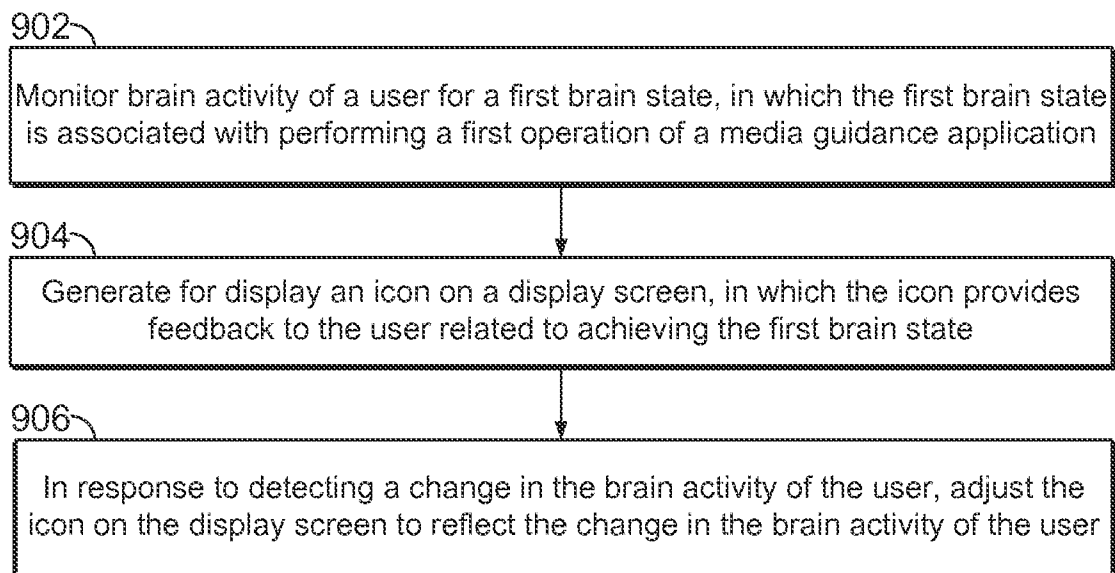 902
Monitor brain activity of a user for a first brain state, in which the first brain state
is associated with performing a first operation of a media guidance application
904
Generate for display an icon on a display screen, in which the icon provides
feedback to the user related to achieving the first brain state
906
In response to detecting a change in the brain activity of the user, adjust the
icon on the display screen to reflect the change in the brain activity of the user